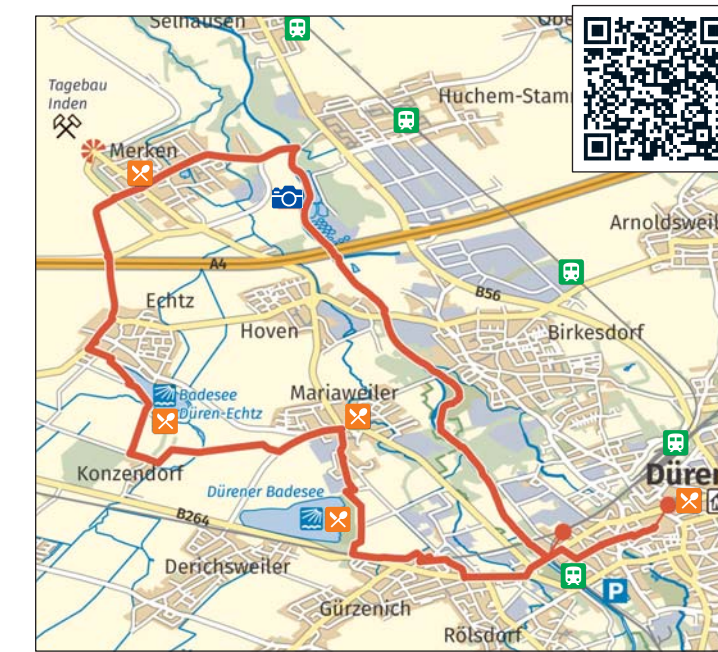 Selhausen
Tagebau
Inden
Merken
Huchem-Stam
Arnoldsweil
A4
B56
Echtz
Hoven
Birkesdorf
Mariaweiler
Badesee
Düren-Echtz
Konzendorf
Dürener Badesee
Düren
B264
Derichsweiler
P
Gürzenich
Rölsdorf